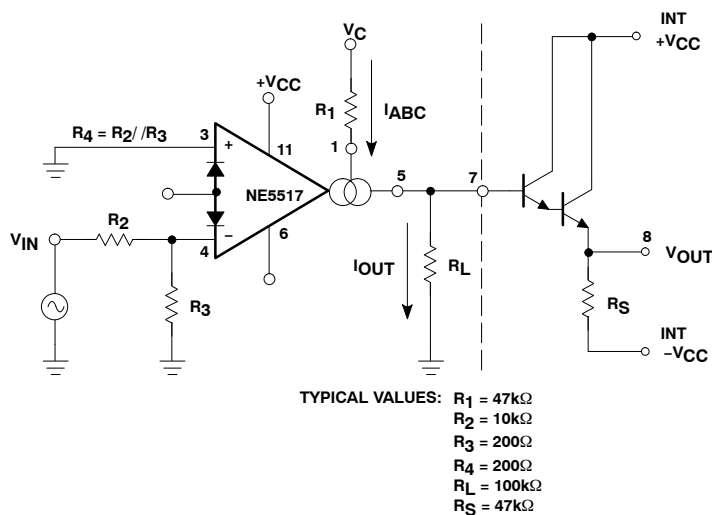 INT
+VCC
VC
+VCC
R1
IABC
R4 = R2/ /R3
3
+
11
1
NE5517
5
7
VIN
R2
4
−
6
R3
IOUT
RL
8
VOUT
RS
INT
−VCC
TYPICAL VALUES:
R1 = 47kΩ
R2 = 10kΩ
R3 = 200Ω
R4 = 200Ω
RL = 100kΩ
RS = 47kΩ